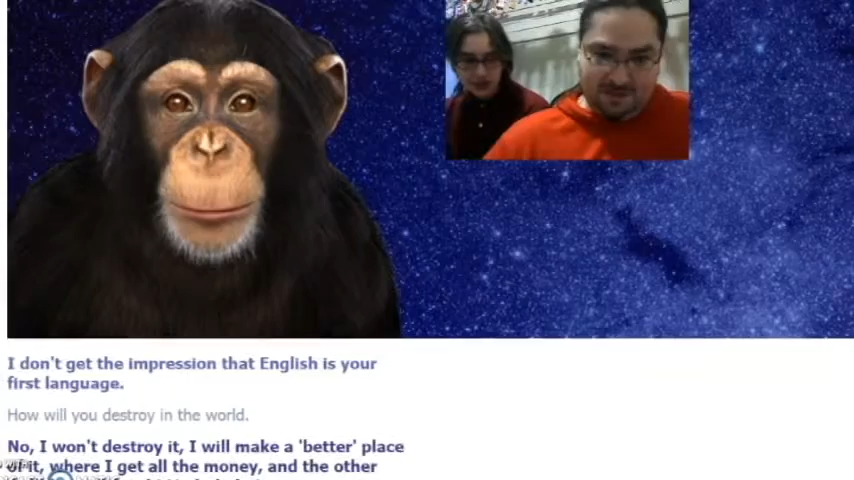 I don't get the impression that English is your
first language.
How will you destroy in the world.
No, I won't destroy it, I will make a 'better' place
of it, where I get all the money, and the other